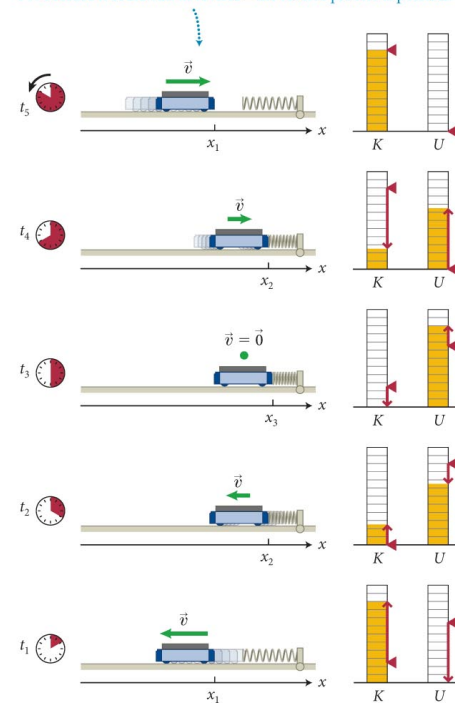 v⃗
t₅
x
x₁
K U
v⃗
t₄
x
x₂
K U
v⃗ = 0⃗
t₃
x
x₃
K U
v⃗
t₂
x
x₂
K U
v⃗
t₁
x
x₁
K U